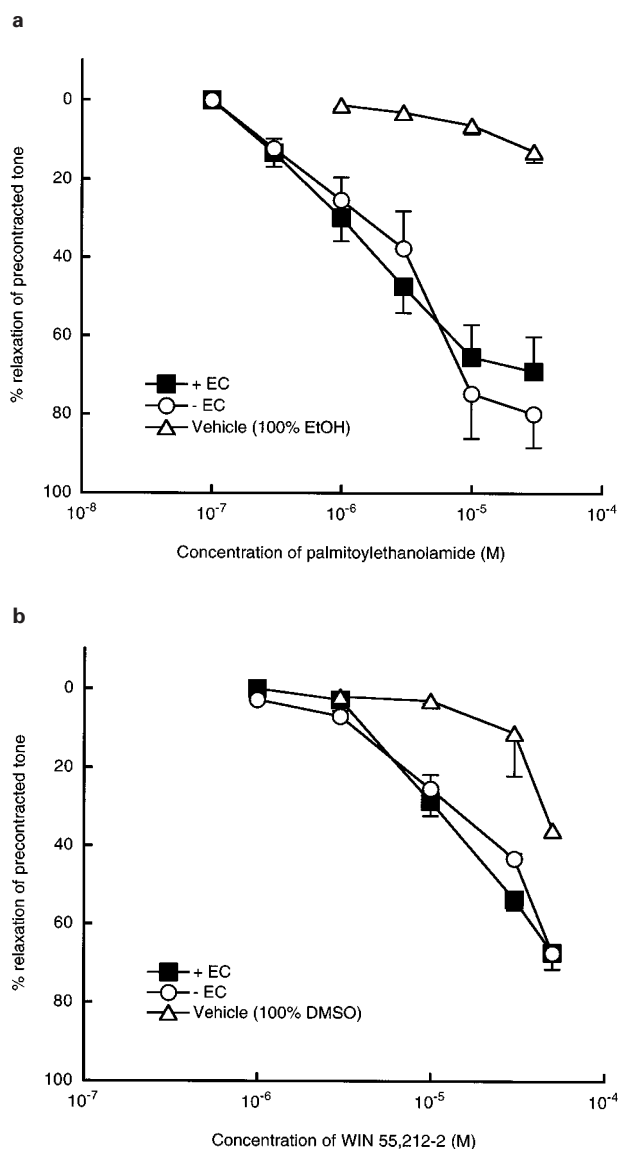 a
0
20
40
60
80
100
% relaxation of precontracted tone
+ EC
- EC
Vehicle (100% EtOH)
10-8
10-7
10-6
10-5
10-4
Concentration of palmitoylethanolamide (M)
b
0
20
40
60
80
100
% relaxation of precontracted tone
+ EC
- EC
Vehicle (100% DMSO)
10-7
10-6
10-5
10-4
Concentration of WIN 55,212-2 (M)